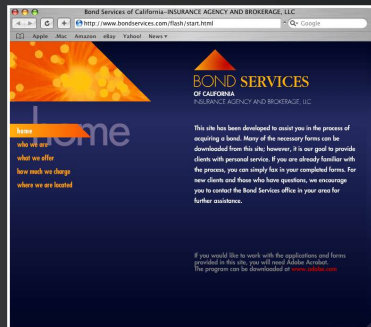 Bond Services of California-INSURANCE AGENCY AND BROKERAGE, LLC
http://www.bondservices.com/flash/start.html
Google
Apple .Mac Amazon eBay Yahoo! News
BOND SERVICES
OF CALIFORNIA
INSURANCE AGENCY AND BROKERAGE, LLC
home
home
who we are
what we offer
how much we charge
where we are located
This site has been developed to assist you in the process of
acquiring a bond. Many of the necessary forms can be
downloaded from this site; however, it is our goal to provide
clients with personal service. If you are already familiar with
the process, you can simply fax in your completed forms. For
new clients and those who have questions, we encourage
you to contact the Bond Services office in your area for
further assistance.
If you would like to work with the applications and forms
provided in this site, you will need Adobe Acrobat.
The program can be downloaded at www.adobe.com